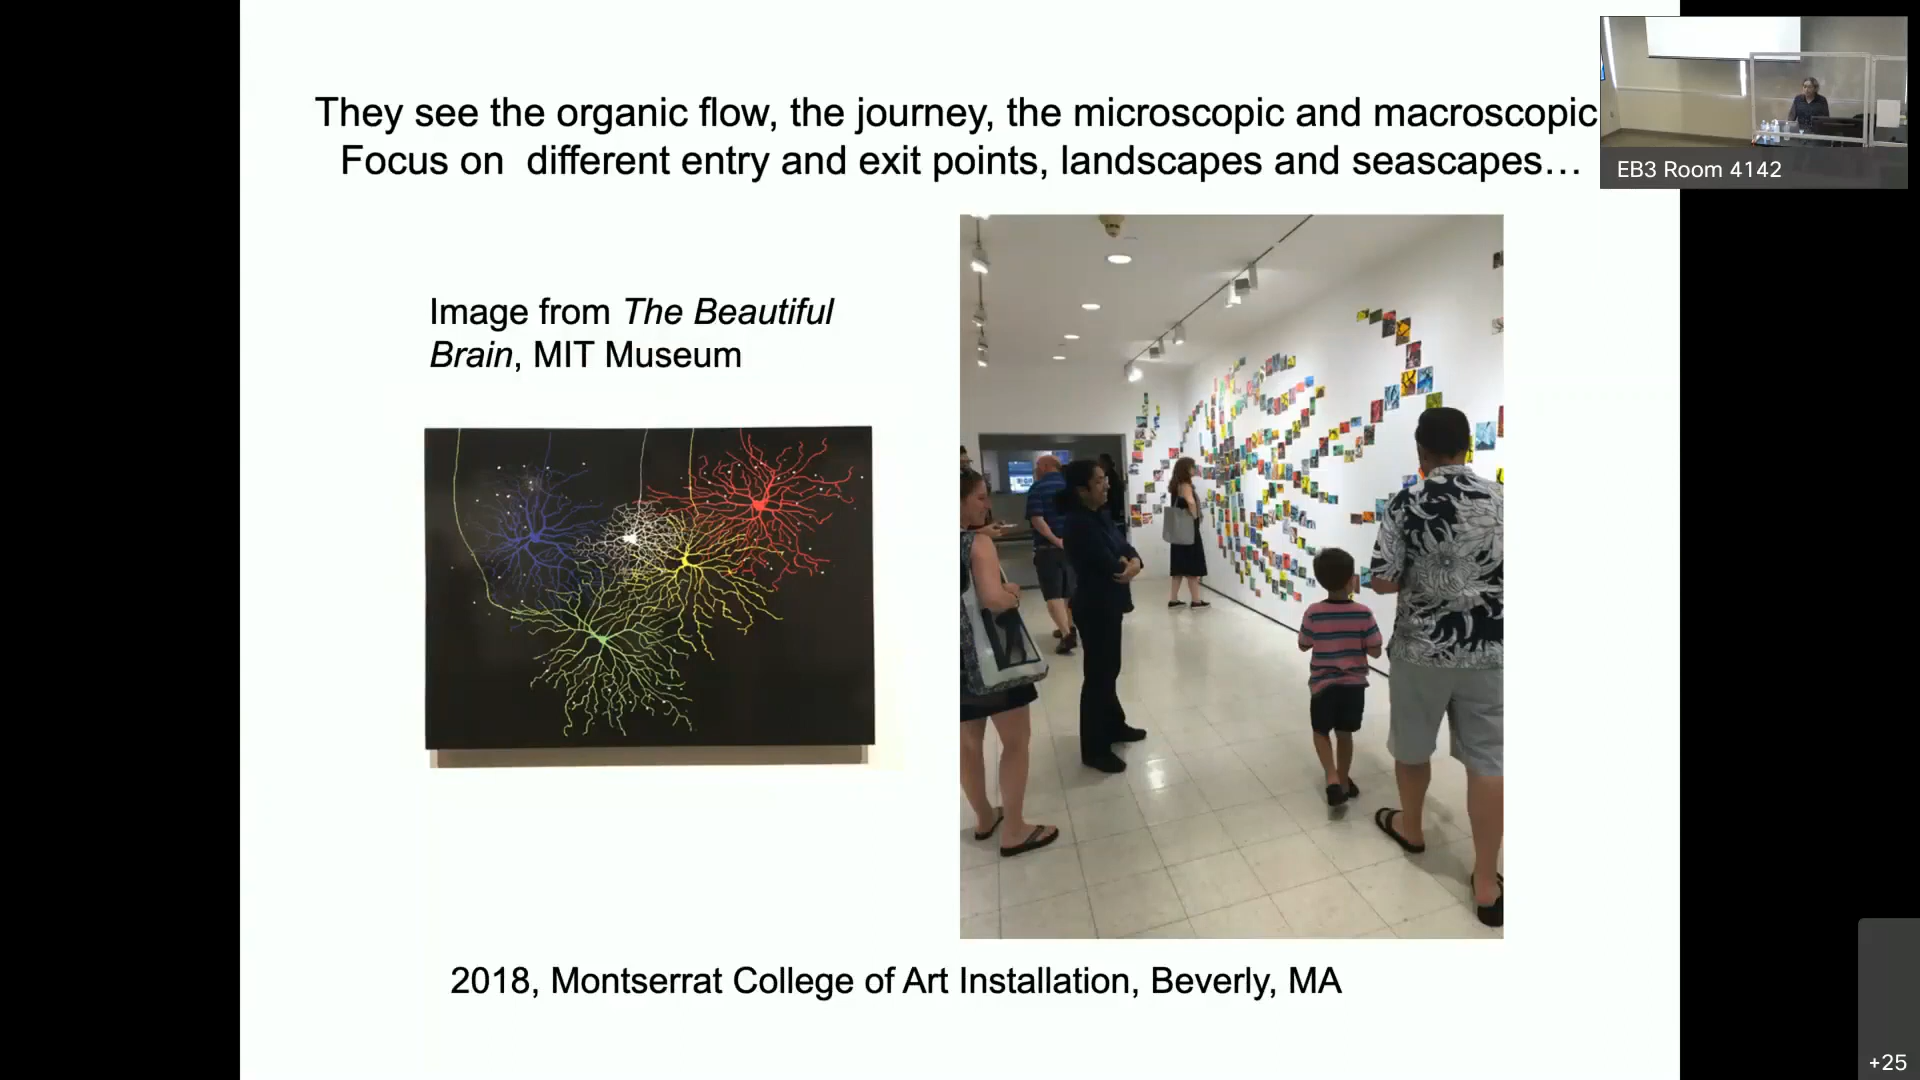 They see the organic flow, the journey, the microscopic and macroscopic
Focus on different entry and exit points, landscapes and seascapes…
EB3 Room 4142
Image from The Beautiful
Brain, MIT Museum
2018, Montserrat College of Art Installation, Beverly, MA
+25